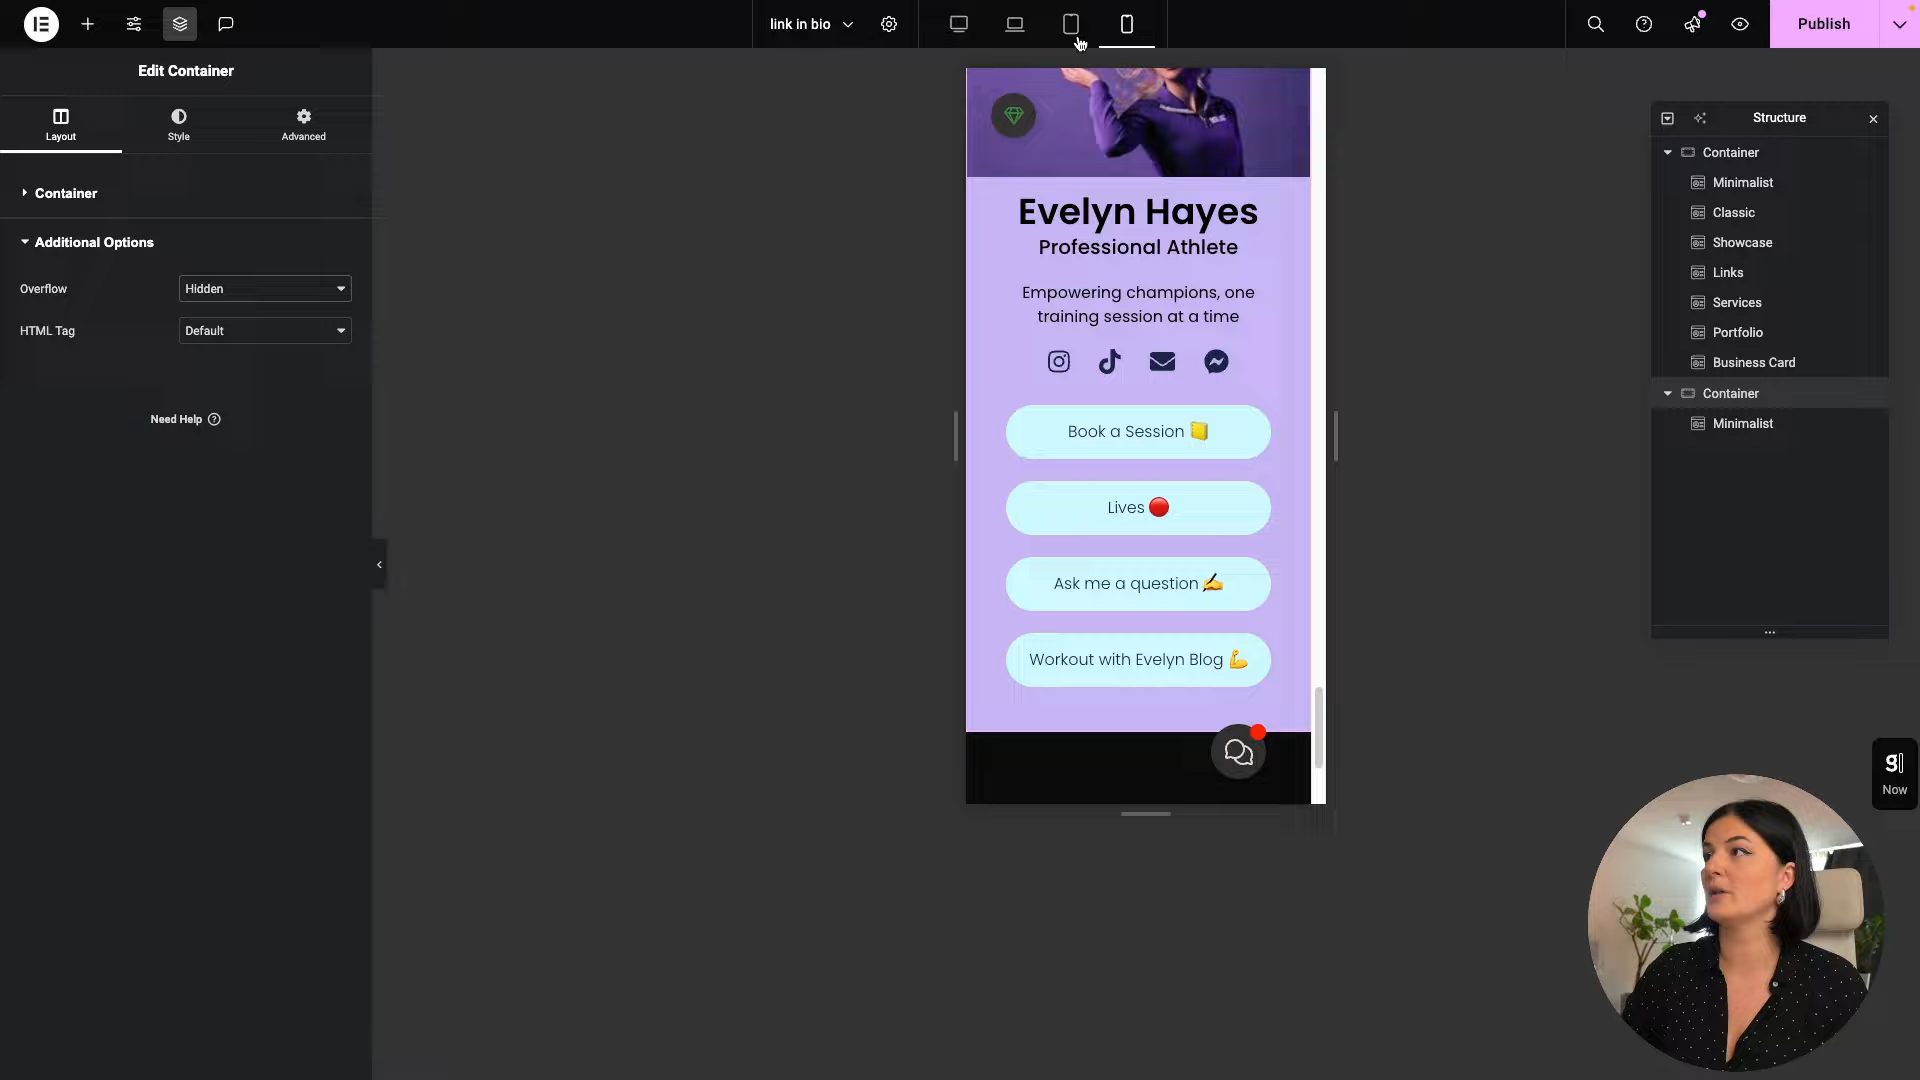 link in bio
Publish
Edit Container
Layout
Style
Advanced
Container
Additional Options
Overflow
Hidden
HTML Tag
Default
Need Help
Evelyn Hayes
Professional Athlete
Empowering champions, one
training session at a time
Book a Session
Lives
Ask me a question
Workout with Evelyn Blog
Structure
Container
Minimalist
Classic
Showcase
Links
Services
Portfolio
Business Card
Container
Minimalist
g
Now